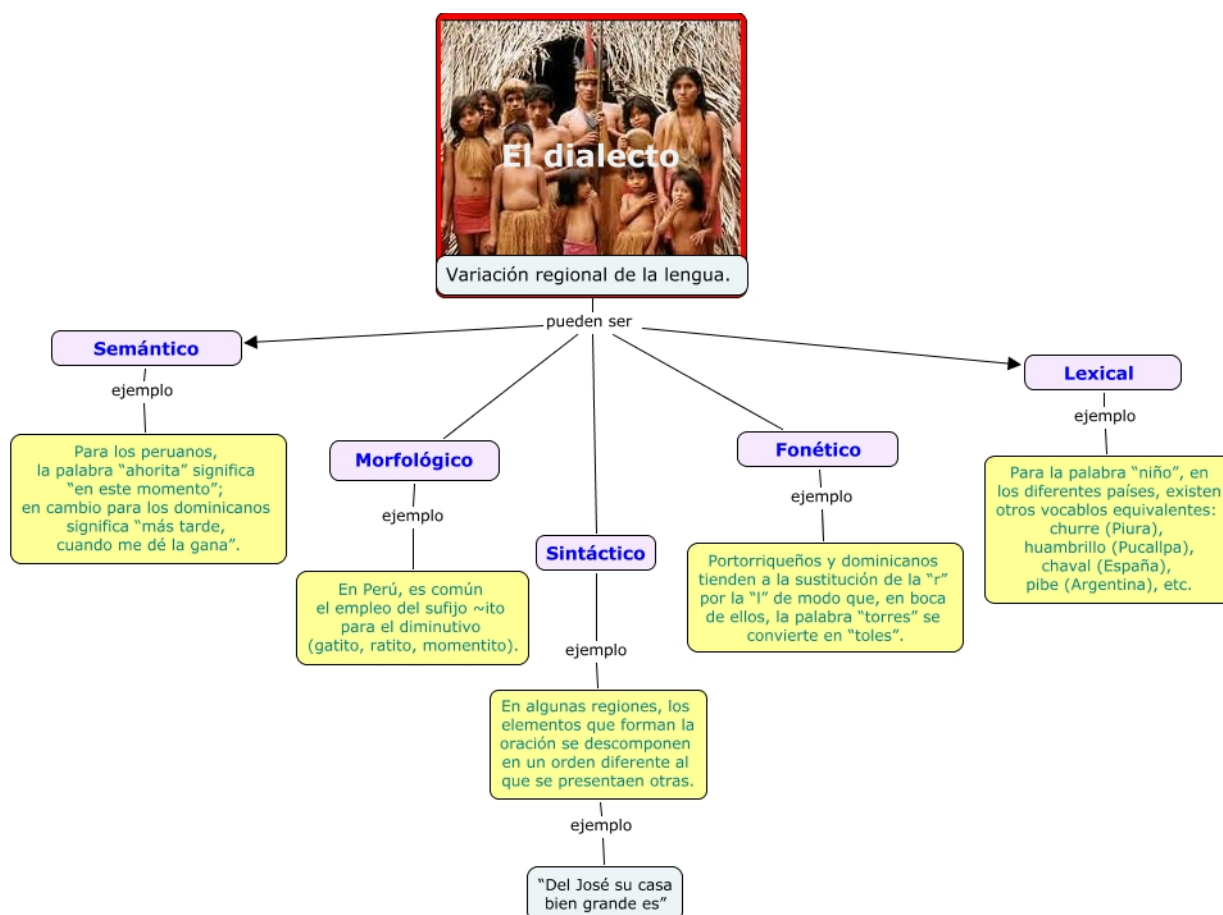 El dialecto
Variación regional de la lengua.
pueden ser
Semántico
ejemplo
Para los peruanos,
la palabra “ahorita” significa
“en este momento”;
en cambio para los dominicanos
significa “más tarde,
cuando me dé la gana”.
Morfológico
ejemplo
En Perú, es común
el empleo del sufijo ~ito
para el diminutivo
(gatito, ratito, momentito).
Sintáctico
ejemplo
En algunas regiones, los
elementos que forman la
oración se descomponen
en un orden diferente al
que se presentaen otras.
ejemplo
“Del José su casa
bien grande es”
Fonético
ejemplo
Portorriqueños y dominicanos
tienden a la sustitución de la “r”
por la “l” de modo que, en boca
de ellos, la palabra “torres” se
convierte en “toles”.
Lexical
ejemplo
Para la palabra “niño”, en
los diferentes países, existen
otros vocablos equivalentes:
churre (Piura),
huambrillo (Pucallpa),
chaval (España),
pibe (Argentina), etc.